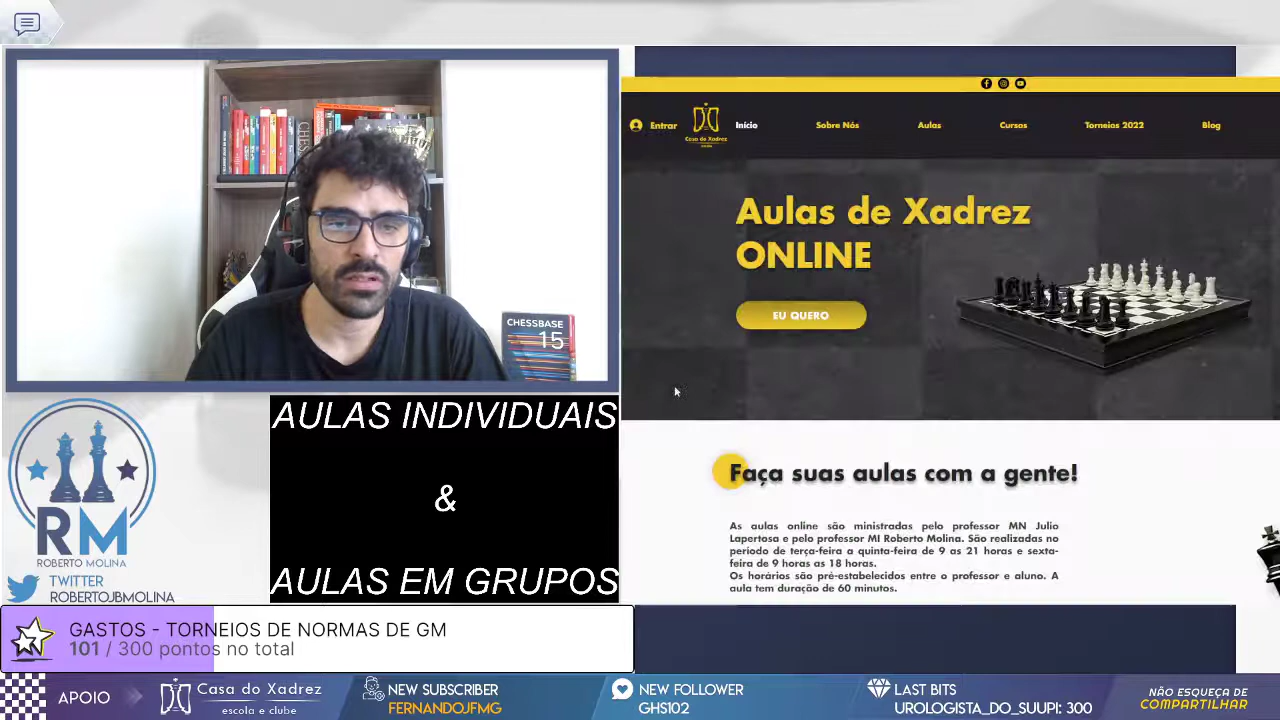 CHESSBASE
15
Entrar
Casa do Xadrez
Início
Sobre Nós
Aulas
Cursos
Torneios 2022
Blog
Aulas de Xadrez
ONLINE
EU QUERO
Faça suas aulas com a gente!
As aulas online são ministradas pelo professor MN Julio
Lapertosa e pelo professor MI Roberto Molina. São realizadas no
período de terça-feira a quinta-feira de 9 as 21 horas e sexta-
feira de 9 horas as 18 horas.
Os horários são pré-estabelecidos entre o professor e aluno. A
aula tem duração de 60 minutos.
AULAS INDIVIDUAIS
&
AULAS EM GRUPOS
RM
ROBERTO MOLINA
TWITTER
ROBERTOJBMOLINA
GASTOS - TORNEIOS DE NORMAS DE GM
101 / 300 pontos no total
APOIO
Casa do Xadrez
escola e clube
NEW SUBSCRIBER
FERNANDOJFMG
NEW FOLLOWER
GHS102
LAST BITS
UROLOGISTA_DO_SUUPI: 300
NÃO ESQUEÇA DE
COMPARTILHAR